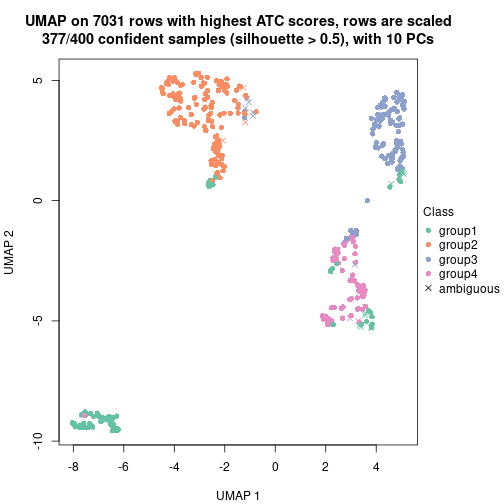 UMAP on 7031 rows with highest ATC scores, rows are scaled
377/400 confident samples (silhouette > 0.5), with 10 PCs
5
0
-5
-10
UMAP 2
-8
-6
-4
-2
0
2
4
UMAP 1
Class
group1
group2
group3
group4
ambiguous